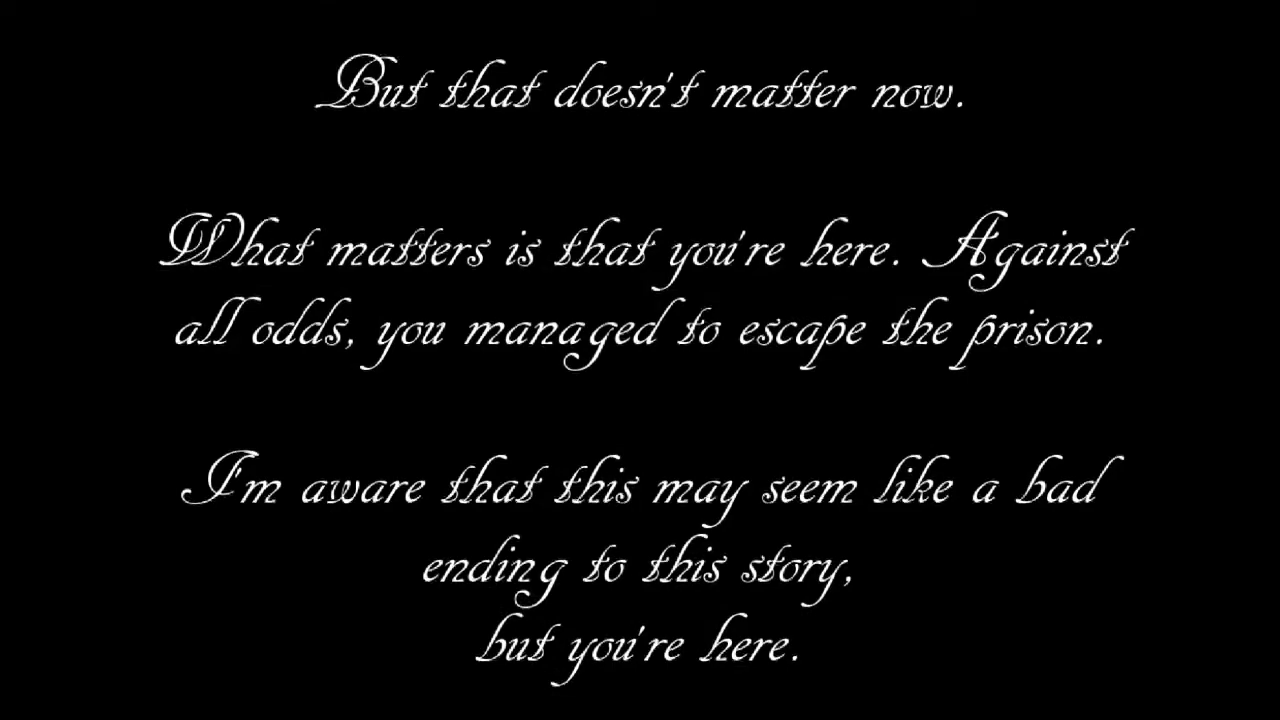 But that doesn't matter now.
What matters is that you're here. Against
all odds, you managed to escape the prison.
I'm aware that this may seem like a bad
ending to this story,
but you're here.